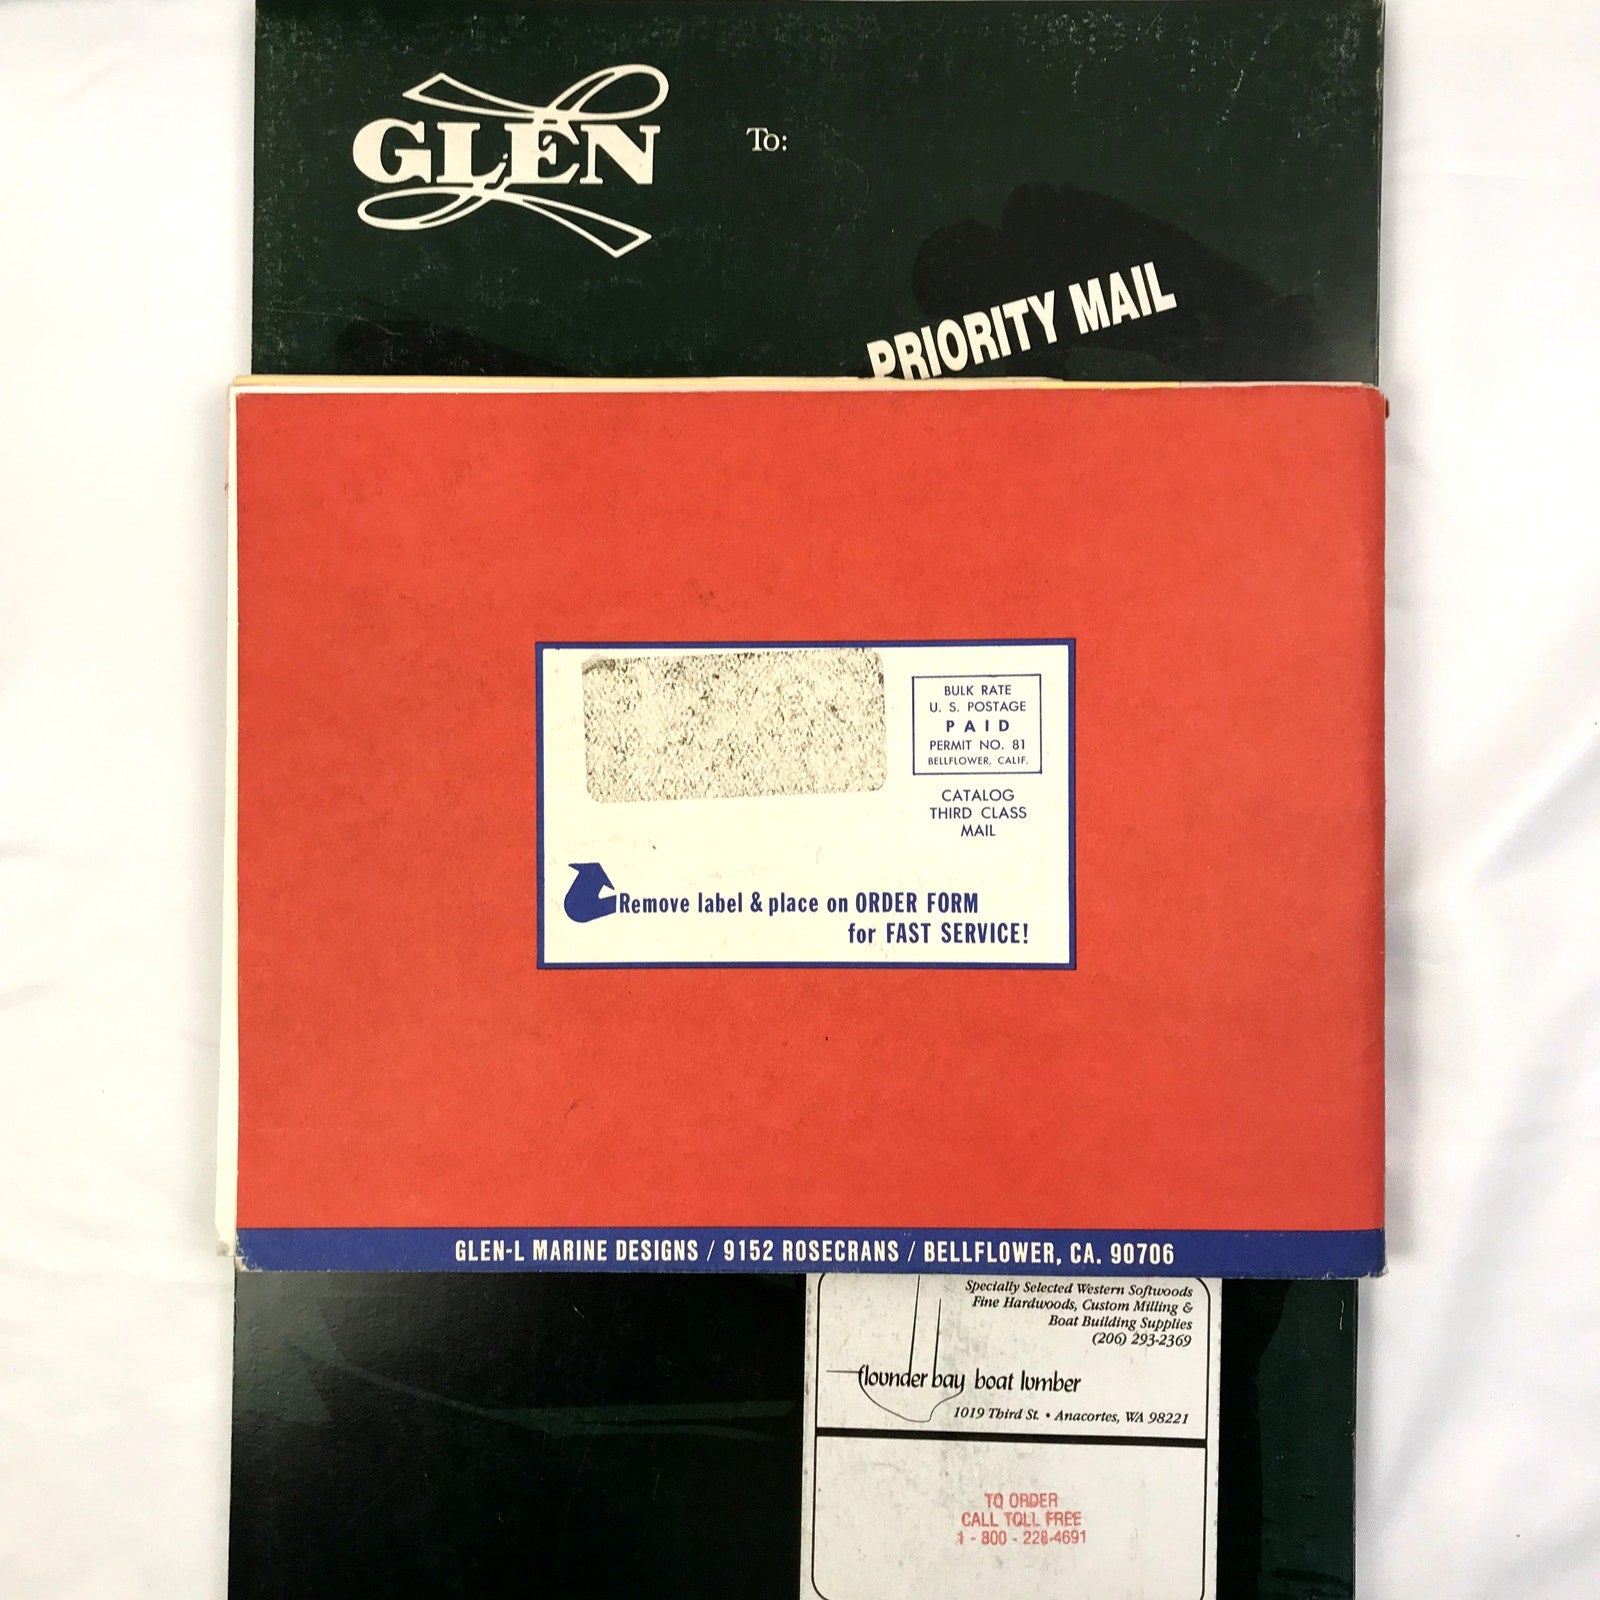 GLEN L
To:
PRIORITY MAIL
BULK RATE
U. S. POSTAGE
PAID
PERMIT NO. 81
BELLFLOWER, CALIF.
CATALOG
THIRD CLASS
MAIL
Remove label & place on ORDER FORM
for FAST SERVICE!
GLEN-L MARINE DESIGNS / 9152 ROSECRANS / BELLFLOWER, CA. 90706
Specially Selected Western Softwoods
Fine Hardwoods, Custom Milling &
Boat Building Supplies
(206) 293-2369
flounder bay boat lumber
1019 Third St. • Anacortes, WA 98221
TO ORDER
CALL TOLL FREE
1 - 800 - 228-4691